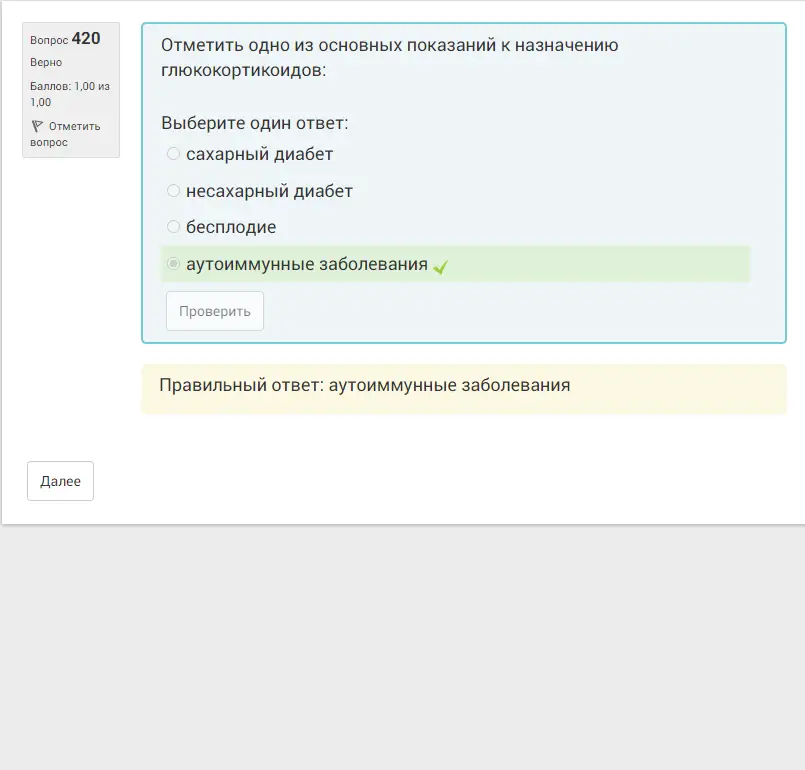 Вопрос 420
Верно
Баллов: 1,00 из
1,00
Отметить
вопрос
Отметить одно из основных показаний к назначению
глюкокортикоидов:
Выберите один ответ:
сахарный диабет
несахарный диабет
бесплодие
аутоиммунные заболевания
Проверить
Правильный ответ: аутоиммунные заболевания
Далее